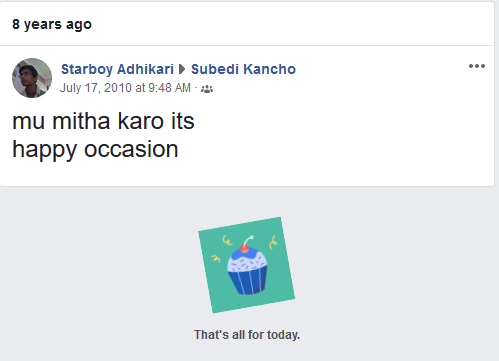 8 years ago
Starboy Adhikari ▶ Subedi Kancho
July 17, 2010 at 9:48 AM ·
mu mitha karo its
happy occasion
That's all for today.